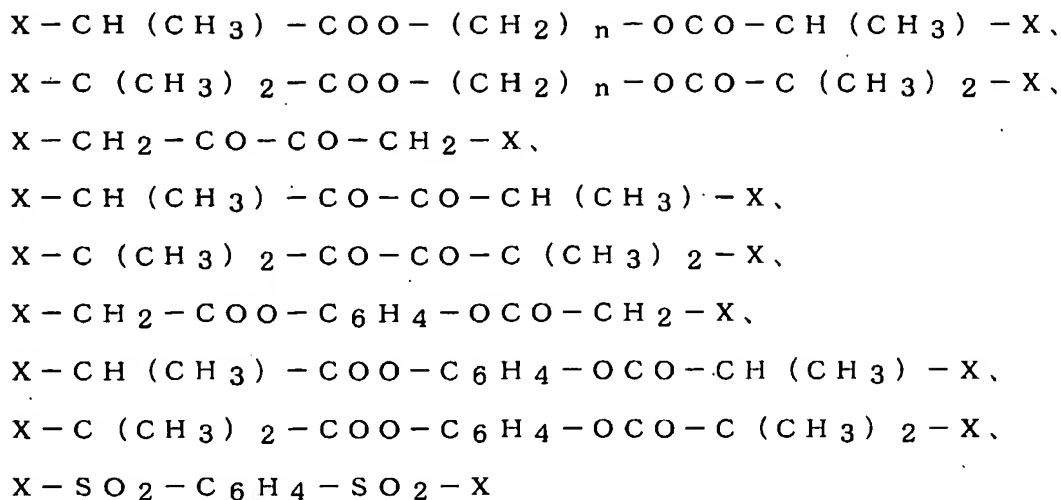 X－CH（CH3）－COO－（CH2）n－OCO－CH（CH3）－X、
X－C（CH3）2－COO－（CH2）n－OCO－C（CH3）2－X、
X－CH2－CO－CO－CH2－X、
X－CH（CH3）－CO－CO－CH（CH3）－X、
X－C（CH3）2－CO－CO－C（CH3）2－X、
X－CH2－COO－C6H4－OCO－CH2－X、
X－CH（CH3）－COO－C6H4－OCO－CH（CH3）－X、
X－C（CH3）2－COO－C6H4－OCO－C（CH3）2－X、
X－SO2－C6H4－SO2－X